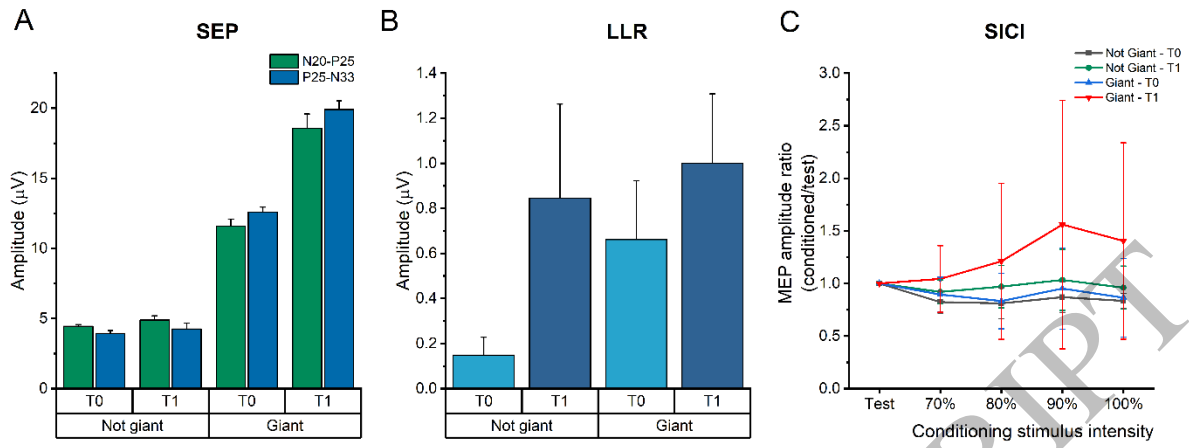 A
SEP
N20-P25
P25-N33
Amplitude (μV)
20
15
10
5
0
T0
T1
T0
T1
Not giant
Giant
B
LLR
Amplitude (μV)
1.4
1.2
1.0
0.8
0.6
0.4
0.2
0.0
T0
T1
T0
T1
Not giant
Giant
C
SICI
Not Giant - T0
Not Giant - T1
Giant - T0
Giant - T1
MEP amplitude ratio
(conditioned/test)
3.0
2.5
2.0
1.5
1.0
0.5
0.0
Test
70%
80%
90%
100%
Conditioning stimulus intensity
RIPT